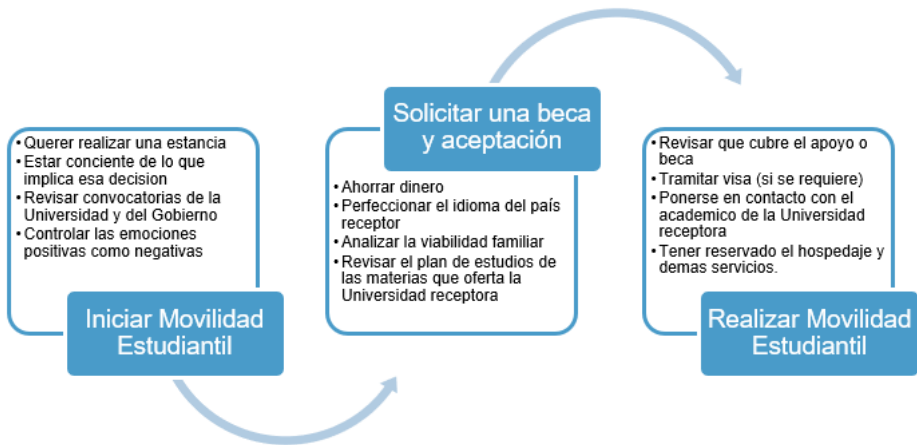 • Querer realizar una estancia
• Estar conciente de lo que
implica esa decision
• Revisar convocatorias de la
Universidad y del Gobierno
• Controlar las emociones
positivas como negativas
Iniciar Movilidad
Estudiantil
Solicitar una beca
y aceptación
• Ahorrar dinero
• Perfeccionar el idioma del país
receptor
• Analizar la viabilidad familiar
• Revisar el plan de estudios de
las materias que oferta la
Universidad receptora
• Revisar que cubre el apoyo o
beca
• Tramitar visa (si se requiere)
• Ponerse en contacto con el
academico de la Universidad
receptora
• Tener reservado el hospedaje y
demas servicios.
Realizar Movilidad
Estudiantil